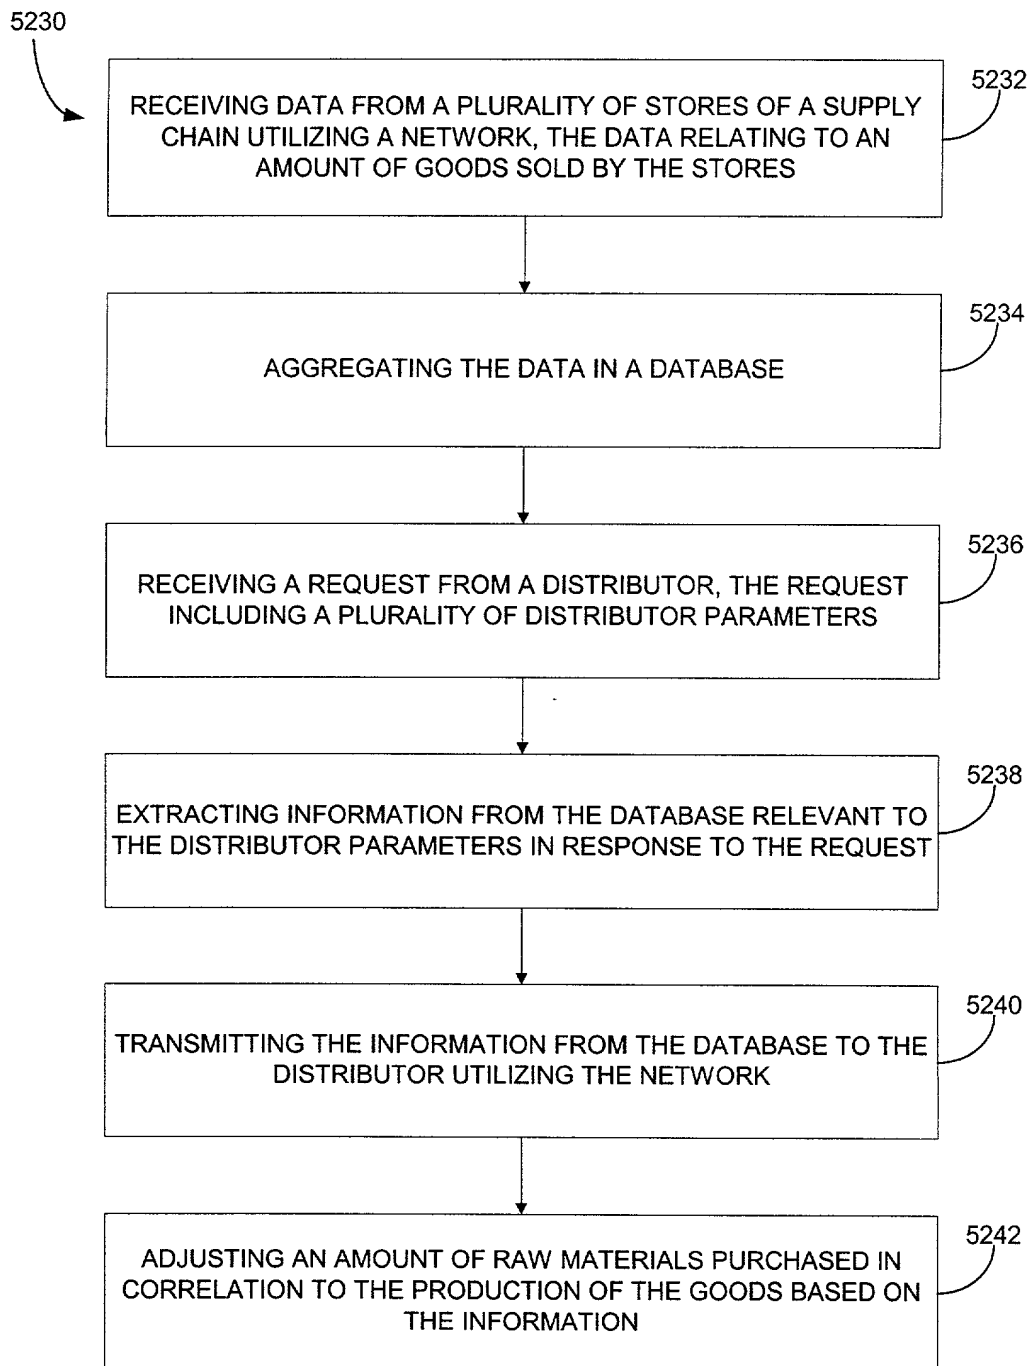 5230
5232
RECEIVING DATA FROM A PLURALITY OF STORES OF A SUPPLY
CHAIN UTILIZING A NETWORK, THE DATA RELATING TO AN
AMOUNT OF GOODS SOLD BY THE STORES
5234
AGGREGATING THE DATA IN A DATABASE
5236
RECEIVING A REQUEST FROM A DISTRIBUTOR, THE REQUEST
INCLUDING A PLURALITY OF DISTRIBUTOR PARAMETERS
5238
EXTRACTING INFORMATION FROM THE DATABASE RELEVANT TO
THE DISTRIBUTOR PARAMETERS IN RESPONSE TO THE REQUEST
5240
TRANSMITTING THE INFORMATION FROM THE DATABASE TO THE
DISTRIBUTOR UTILIZING THE NETWORK
5242
ADJUSTING AN AMOUNT OF RAW MATERIALS PURCHASED IN
CORRELATION TO THE PRODUCTION OF THE GOODS BASED ON
THE INFORMATION